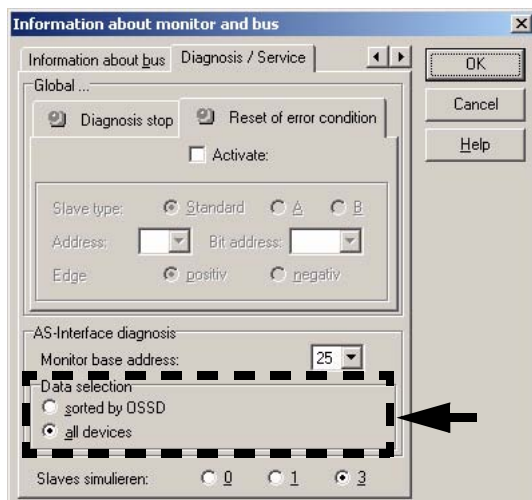 Information about monitor and bus
Information about bus Diagnosis / Service
OK
Cancel
Help
Global ...
Diagnosis stop Reset of error condition
Activate:
Slave type: Standard A B
Address: Bit address:
Edge positiv negativ
AS-Interface diagnosis
Monitor base address: 25
Data selection
sorted by OSSD
all devices
Slaves simulieren: 0 1 3